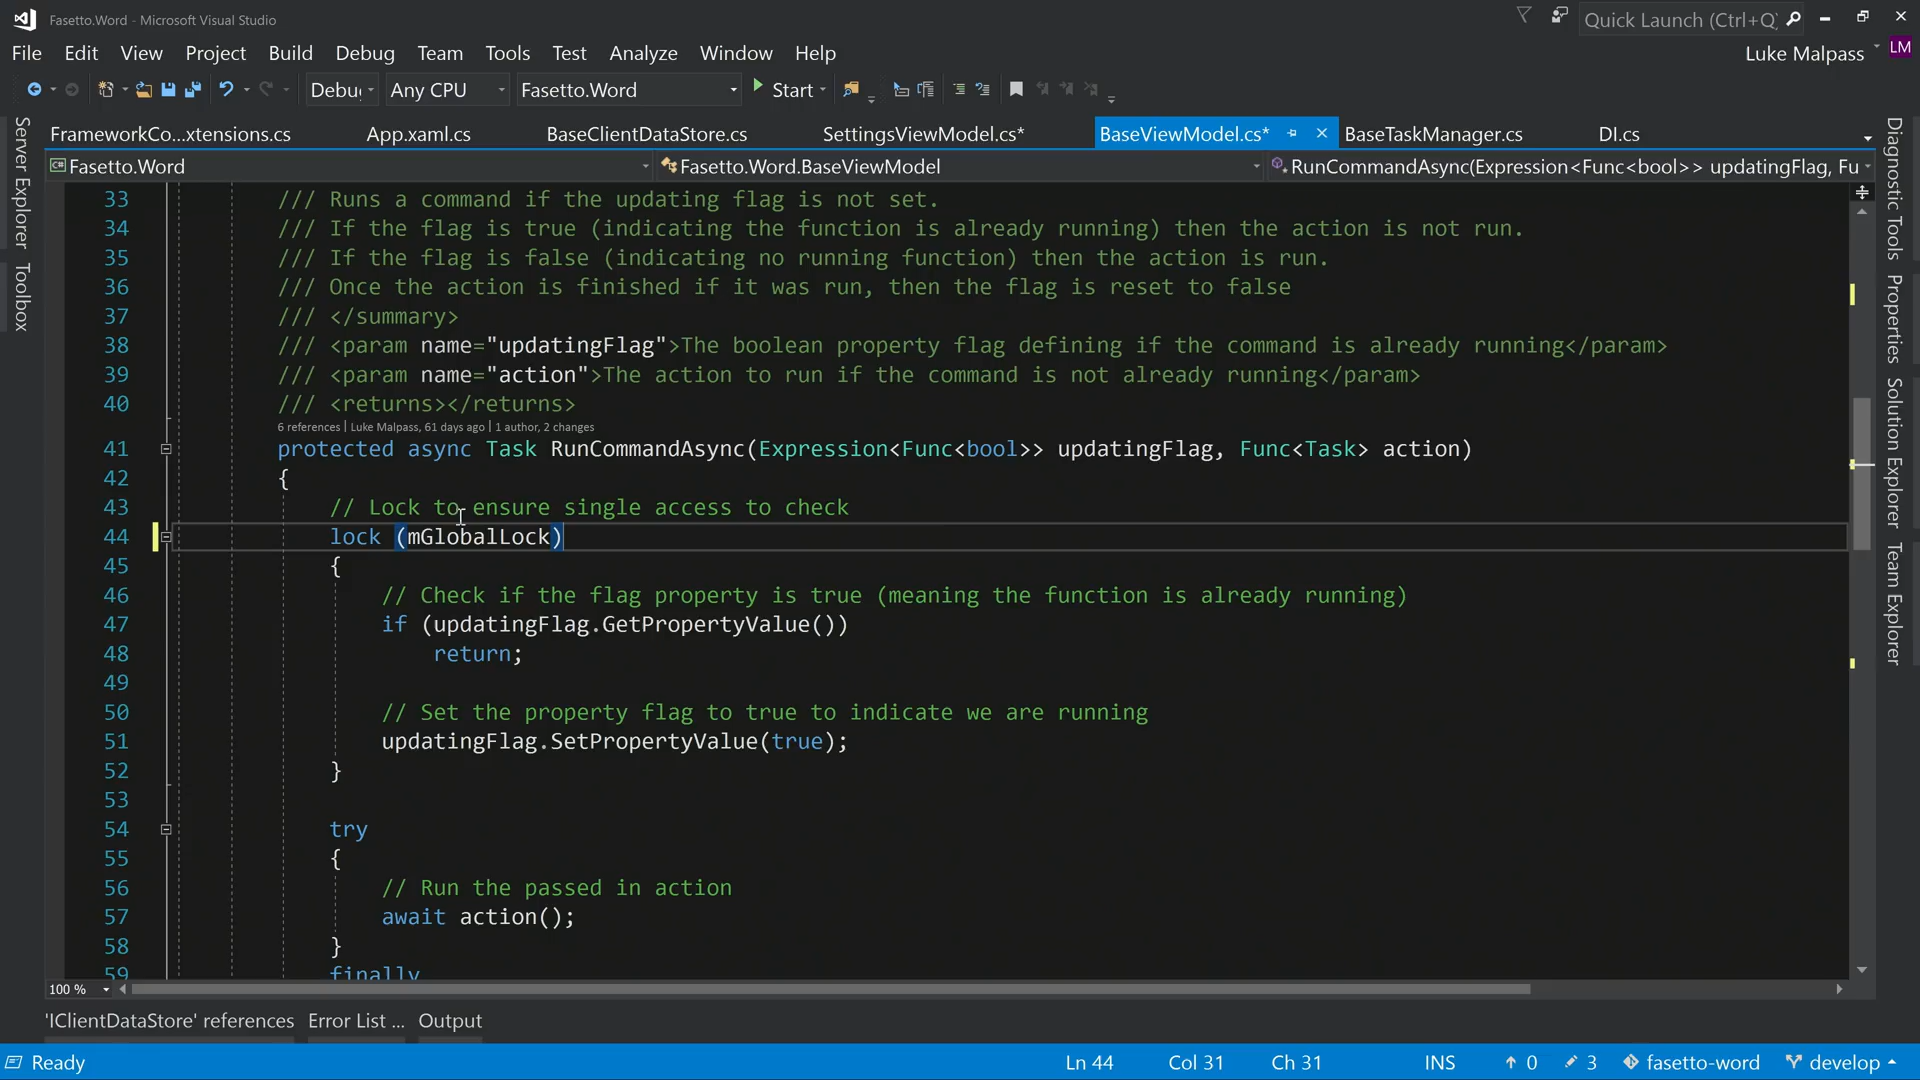 Fasetto.Word - Microsoft Visual Studio
Quick Launch (Ctrl+Q)
File Edit View Project Build Debug Team Tools Test Analyze Window Help
Luke Malpass LM
Debug Any CPU Fasetto.Word Start
FrameworkCo...xtensions.cs App.xaml.cs BaseClientDataStore.cs SettingsViewModel.cs* BaseViewModel.cs* BaseTaskManager.cs DI.cs
C# Fasetto.Word Fasetto.Word.BaseViewModel RunCommandAsync(Expression<Func<bool>> updatingFlag, Fu
Server Explorer
Toolbox
33 /// Runs a command if the updating flag is not set.
34 /// If the flag is true (indicating the function is already running) then the action is not run.
35 /// If the flag is false (indicating no running function) then the action is run.
36 /// Once the action is finished if it was run, then the flag is reset to false
37 /// </summary>
38 /// <param name="updatingFlag">The boolean property flag defining if the command is already running</param>
39 /// <param name="action">The action to run if the command is not already running</param>
40 /// <returns></returns>
6 references | Luke Malpass, 61 days ago | 1 author, 2 changes
41 protected async Task RunCommandAsync(Expression<Func<bool>> updatingFlag, Func<Task> action)
42 {
43 // Lock to ensure single access to check
44 lock (mGlobalLock)
45 {
46 // Check if the flag property is true (meaning the function is already running)
47 if (updatingFlag.GetPropertyValue())
48 return;
49
50 // Set the property flag to true to indicate we are running
51 updatingFlag.SetPropertyValue(true);
52 }
53
54 try
55 {
56 // Run the passed in action
57 await action();
58 }
59 finally
Diagnostic Tools
Properties
Solution Explorer
Team Explorer
100 %
'IClientDataStore' references Error List ... Output
Ready Ln 44 Col 31 Ch 31 INS 0 3 fasetto-word develop